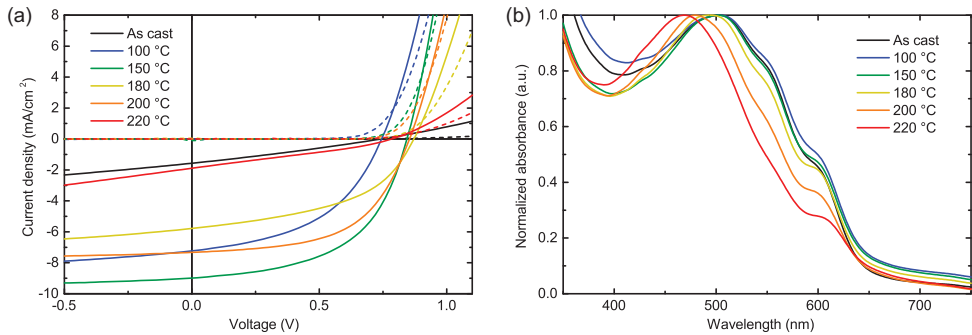 (a)
8
6
4
2
0
-2
-4
-6
-8
-10
Current density (mA/cm²)
As cast
100 °C
150 °C
180 °C
200 °C
220 °C
-0.5
0.0
0.5
1.0
Voltage (V)
(b)
1.0
0.8
0.6
0.4
0.2
0.0
Normalized absorbance (a.u.)
As cast
100 °C
150 °C
180 °C
200 °C
220 °C
400
500
600
700
Wavelength (nm)